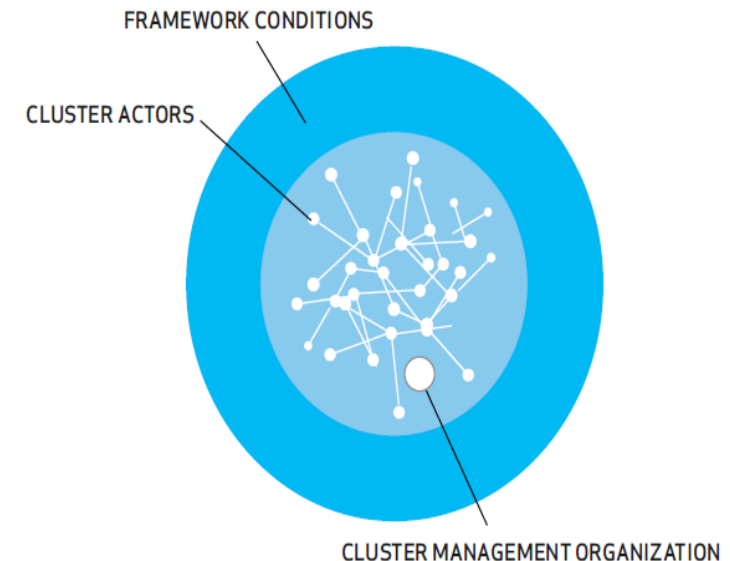 FRAMEWORK CONDITIONS
CLUSTER ACTORS
CLUSTER MANAGEMENT ORGANIZATION